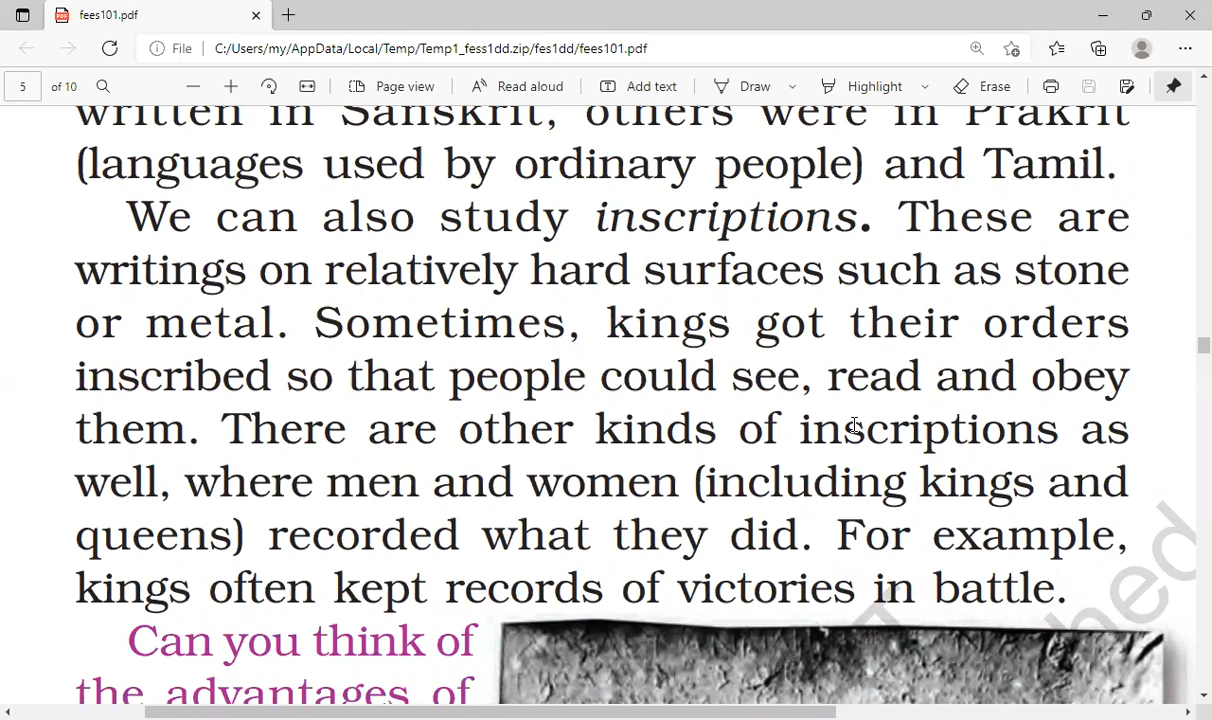 fees101.pdf
File C:/Users/my/AppData/Local/Temp/Temp1_fess1dd.zip/fes1dd/fees101.pdf
5 of 10 Page view Read aloud Add text Draw Highlight Erase
written in Sanskrit, others were in Prakrit
(languages used by ordinary people) and Tamil.
We can also study inscriptions. These are
writings on relatively hard surfaces such as stone
or metal. Sometimes, kings got their orders
inscribed so that people could see, read and obey
them. There are other kinds of inscriptions as
well, where men and women (including kings and
queens) recorded what they did. For example,
kings often kept records of victories in battle.
Can you think of
the advantages of